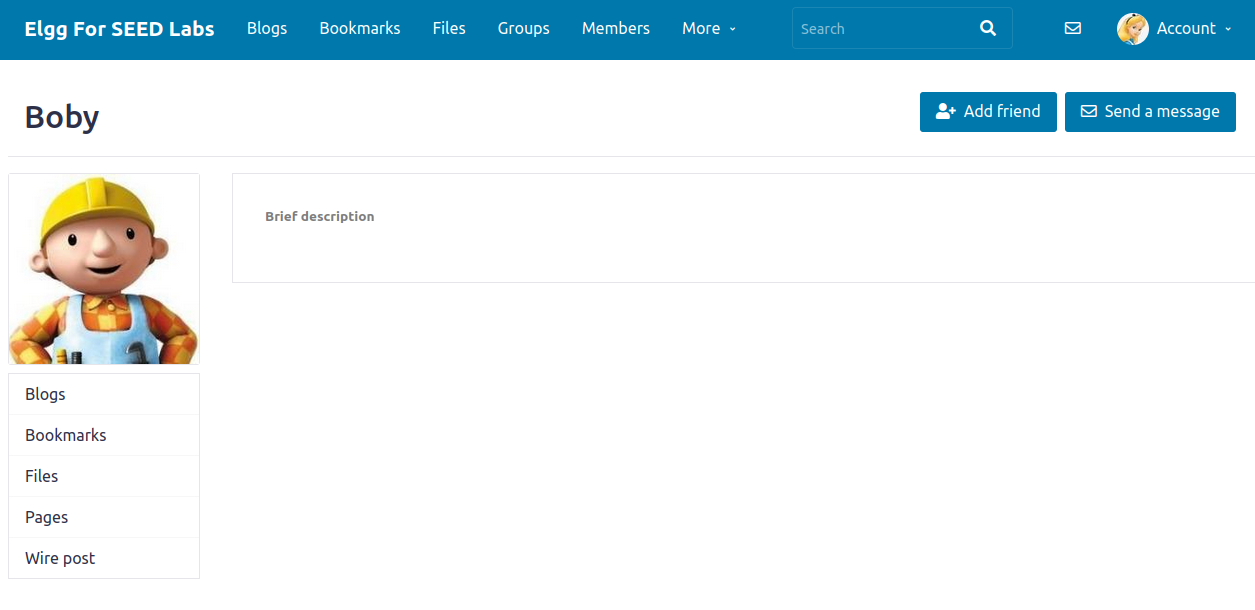 Elgg For SEED Labs Blogs Bookmarks Files Groups Members More Search Account
Boby Add friend Send a message
Brief description
Blogs
Bookmarks
Files
Pages
Wire post